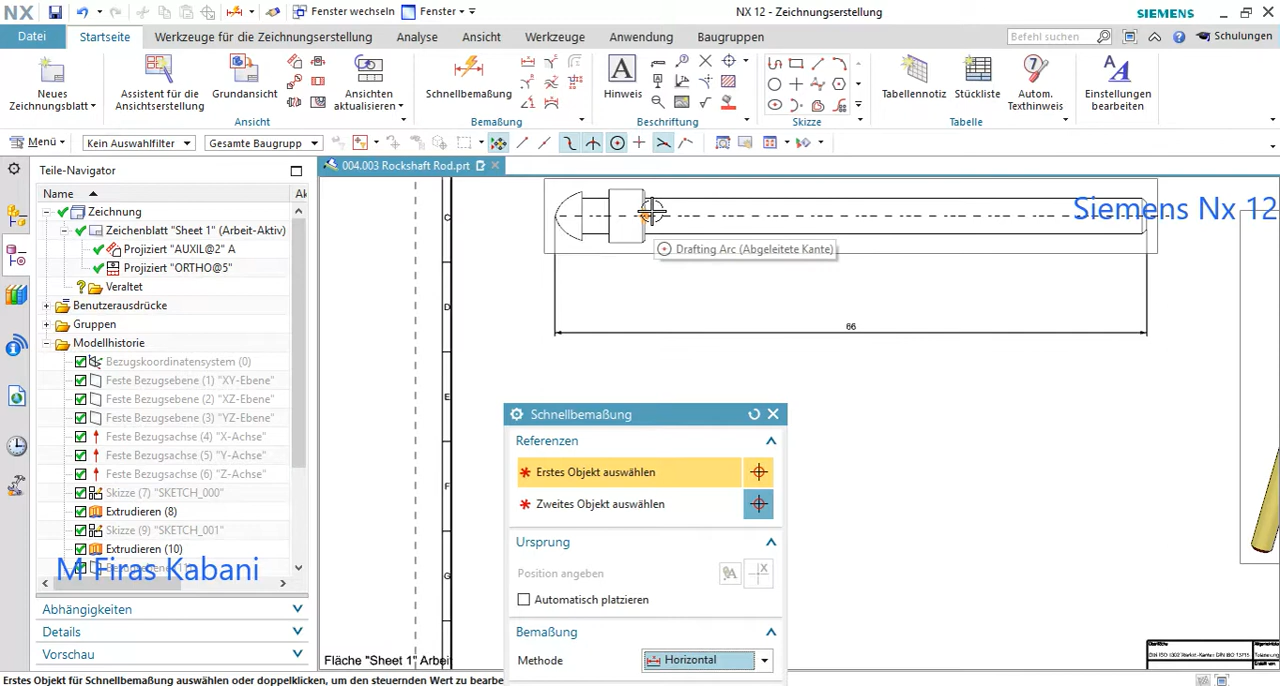 NX
Fenster wechseln
Fenster
NX 12 - Zeichnungserstellung
SIEMENS
Datei
Startseite
Werkzeuge für die Zeichnungserstellung
Analyse
Ansicht
Werkzeuge
Anwendung
Baugruppen
Befehl suchen
Schulungen
Neues
Zeichnungsblatt
Assistent für die
Ansichtserstellung
Grundansicht
Ansichten
aktualisieren
Schnellbemaßung
Hinweis
Tabellennotiz
Stückliste
Autom.
Texthinweis
Einstellungen
bearbeiten
Ansicht
Bemaßung
Beschriftung
Skizze
Tabelle
Menü
Kein Auswahlfilter
Gesamte Baugruppe
Teile-Navigator
004.003 Rockshaft Rod.prt
Name
Ak
Zeichnung
Zeichenblatt "Sheet 1" (Arbeit-Aktiv)
Projiziert "AUXIL@2" A
Projiziert "ORTHO@5"
Veraltet
Benutzerausdrücke
Gruppen
Modellhistorie
Bezugskoordinatensystem (0)
Feste Bezugsebene (1) "XY-Ebene"
Feste Bezugsebene (2) "XZ-Ebene"
Feste Bezugsebene (3) "YZ-Ebene"
Feste Bezugsachse (4) "X-Achse"
Feste Bezugsachse (5) "Y-Achse"
Feste Bezugsachse (6) "Z-Achse"
Skizze (7) "SKETCH_000"
Extrudieren (8)
Skizze (9) "SKETCH_001"
Extrudieren (10)
M Firas Kabani
Abhängigkeiten
Details
Vorschau
C
D
E
F
G
Siemens Nx 12
Drafting Arc (Abgeleitete Kante)
66
Schnellbemaßung
Referenzen
Erstes Objekt auswählen
Zweites Objekt auswählen
Ursprung
Position angeben
Automatisch platzieren
Bemaßung
Methode
Horizontal
Fläche "Sheet 1" Arbei
Erstes Objekt für Schnellbemaßung auswählen oder doppelklicken, um den steuernden Wert zu bearbe